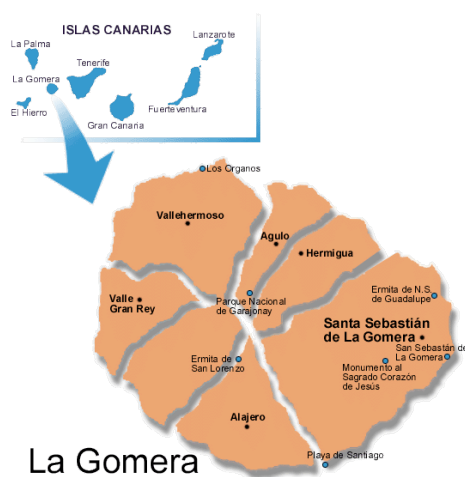 ISLAS CANARIAS
Lanzarote
La Palma
Tenerife
La Gomera
El Hierro
Fuerteventura
Gran Canaria
Los Organos
Vallehermoso
Agulo
Hermigua
Valle
Gran Rey
Parque Nacional
de Garajonay
Ermita de N.S.
de Guadalupe
Santa Sebastián
de La Gomera
San Sebastián de
La Gomera
Ermita de
San Lorenzo
Monumento al
Sagrado Corazón
de Jesús
Alajero
Playa de Santiago
La Gomera